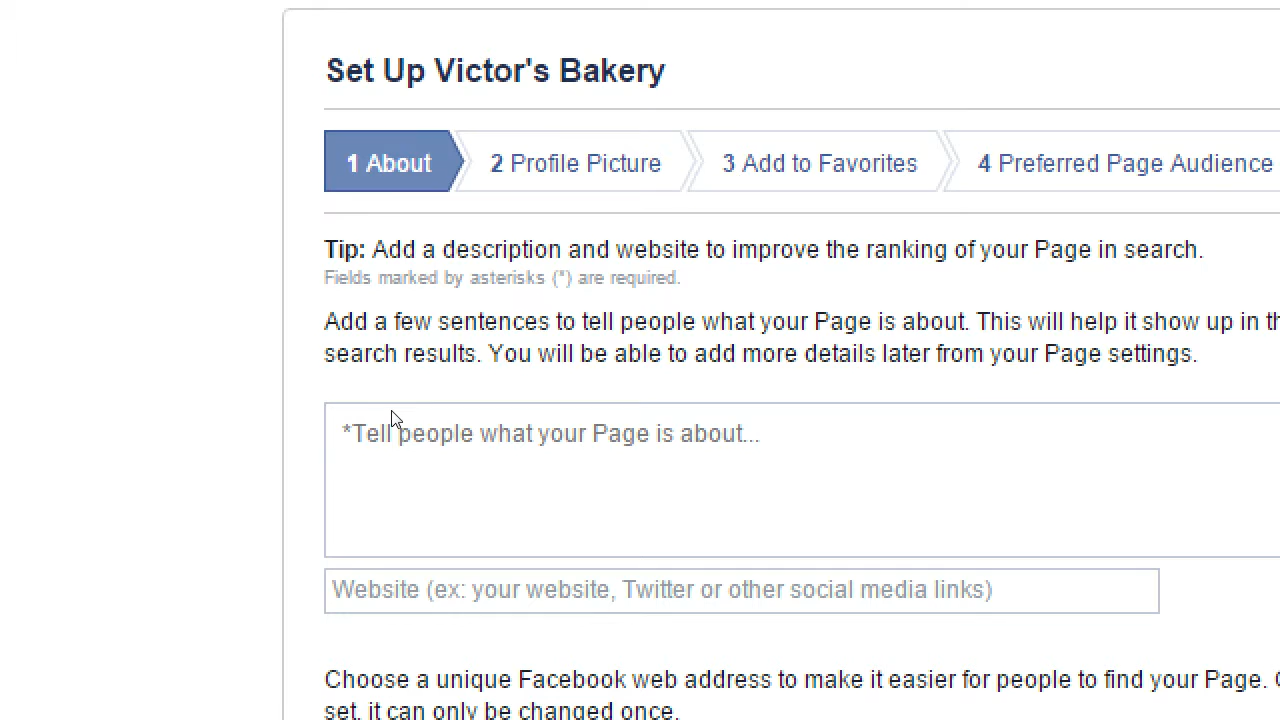 Set Up Victor's Bakery
1 About 2 Profile Picture 3 Add to Favorites 4 Preferred Page Audience
Tip: Add a description and website to improve the ranking of your Page in search.
Fields marked by asterisks (*) are required.
Add a few sentences to tell people what your Page is about. This will help it show up in
search results. You will be able to add more details later from your Page settings.
*Tell people what your Page is about...
Website (ex: your website, Twitter or other social media links)
Choose a unique Facebook web address to make it easier for people to find your Page.
set, it can only be changed once.